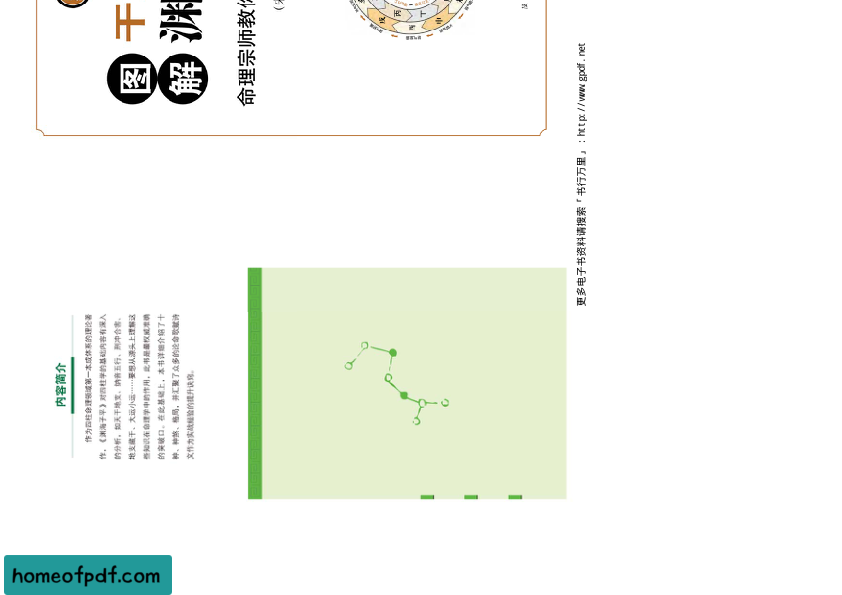 图
解
干
渊
命理宗师教你
内容简介
作为四柱命理领域第一本成体系的理论著
作，《渊海子平》对四柱学的基础内容有深入
的分析，如天干地支、纳音五行、刑冲合害、
地支藏干、大运小运……要想从源头上理解这
些知识在命理学中的作用，此书是最权威准确
的突破口。在此基础上，本书详细介绍了十
神、神煞、格局，并汇聚了众多的论命歌赋诗
文作为实战经验的提升诀窍。
更多电子书资料请搜索「书行万里」：http://www.gpdf.net
homeofpdf.com